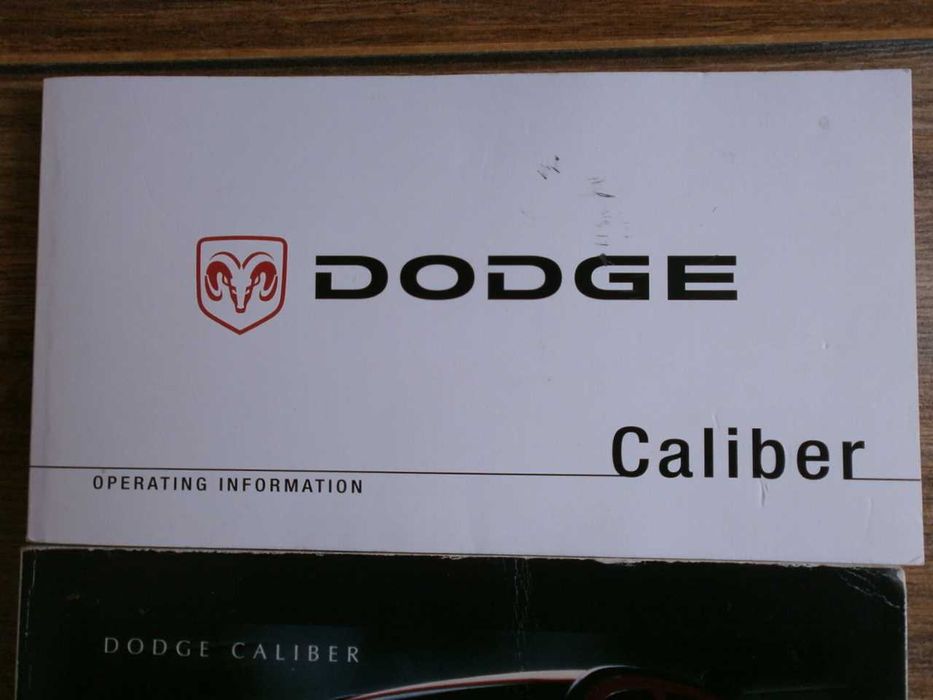 DODGE
Caliber
OPERATING INFORMATION
DODGE CALIBER